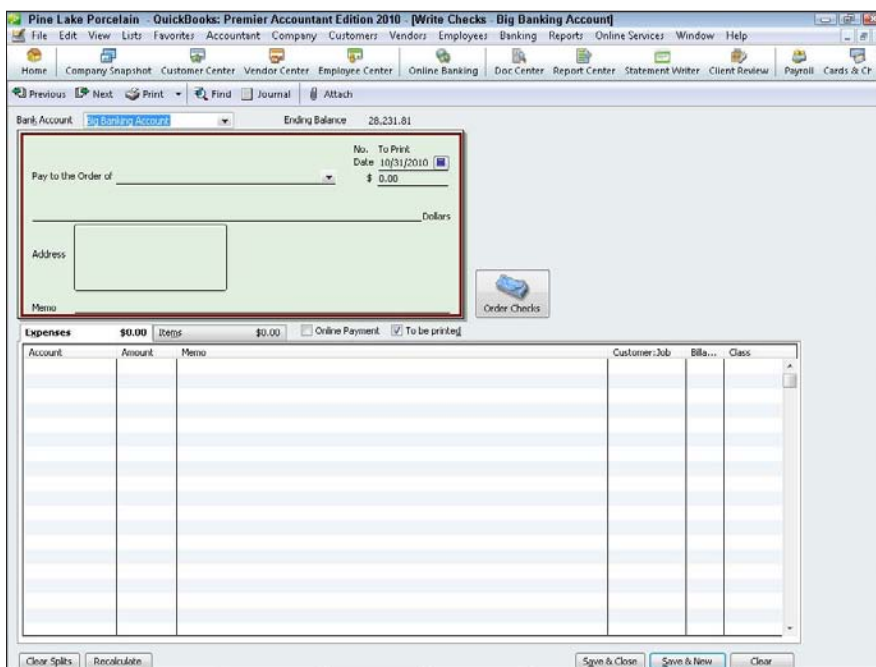 Pine Lake Porcelain - QuickBooks: Premier Accountant Edition 2010 - [Write Checks - Big Banking Account]
File Edit View Lists Favorites Accountant Company Customers Vendors Employees Banking Reports Online Services Window Help
Home Company Snapshot Customer Center Vendor Center Employee Center Online Banking Doc Center Report Center Statement Writer Client Review Payroll Cards & Ch
Previous Next Print Find Journal Attach
Bank Account Big Banking Account Ending Balance 28,231.81
No. To Print
Date 10/31/2010
Pay to the Order of $ 0.00
Dollars
Address
Memo
Order Checks
Expenses $0.00 Items $0.00 Online Payment To be printed
Account Amount Memo Customer:Job Billa... Class
Clear Splits Recalculate Save & Close Save & New Clear